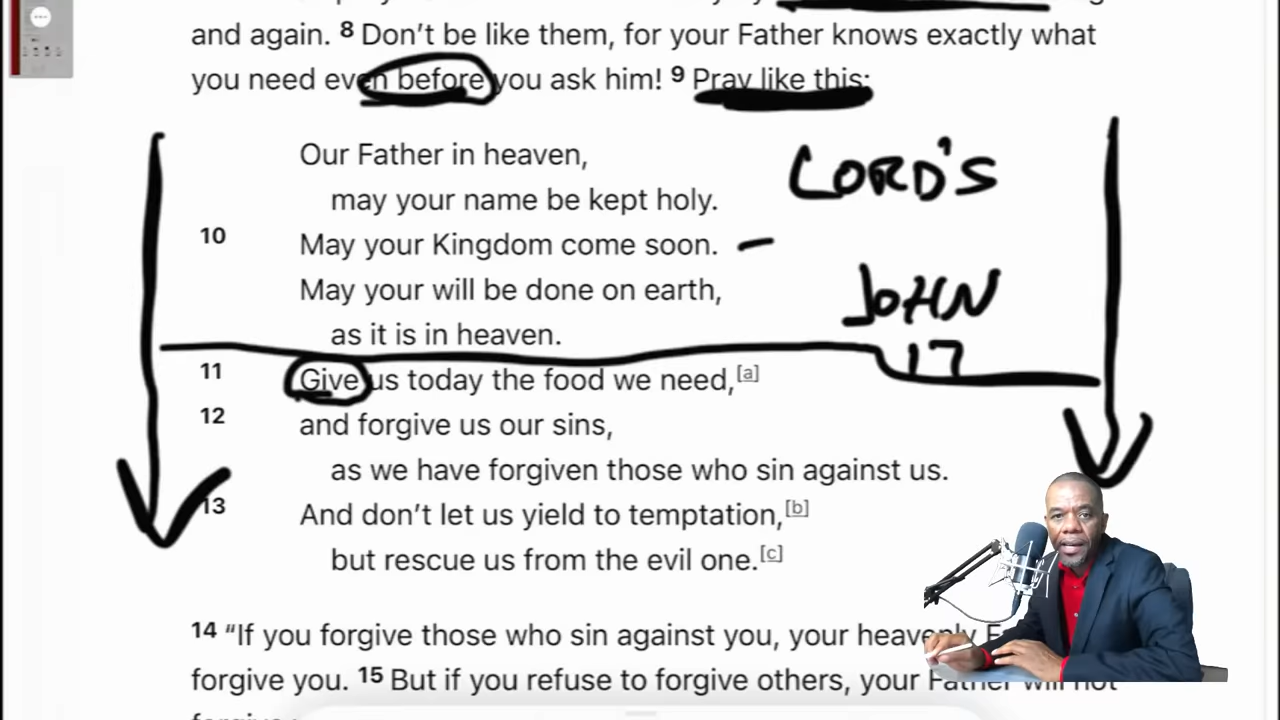 and again. 8 Don’t be like them, for your Father knows exactly what
you need even before you ask him! 9 Pray like this:
Our Father in heaven,
LORD'S
may your name be kept holy.
10 May your Kingdom come soon. -
May your will be done on earth,
JOHN
as it is in heaven.
17
11 Give us today the food we need,[a]
12 and forgive us our sins,
as we have forgiven those who sin against us.
13 And don’t let us yield to temptation,[b]
but rescue us from the evil one.[c]
14 “If you forgive those who sin against you, your heavenly
forgive you. 15 But if you refuse to forgive others, your Father will not